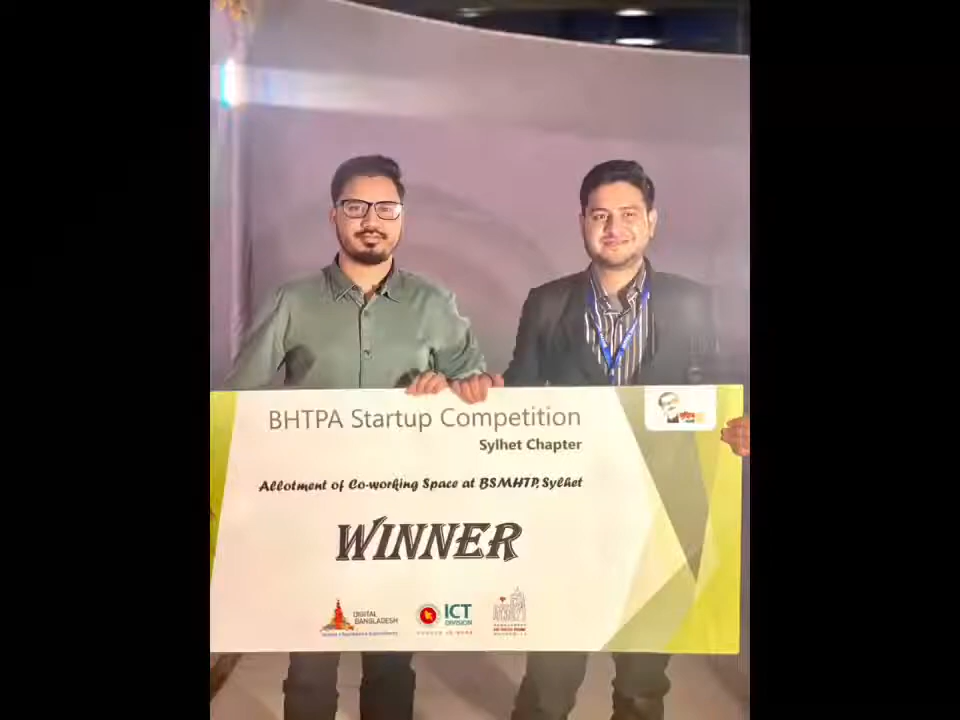 BHTPA Startup Competition
Sylhet Chapter
Allotment of Co-working Space at BSMHTP, Sylhet
WINNER
DIGITAL
BANGLADESH
ICT
DIVISION